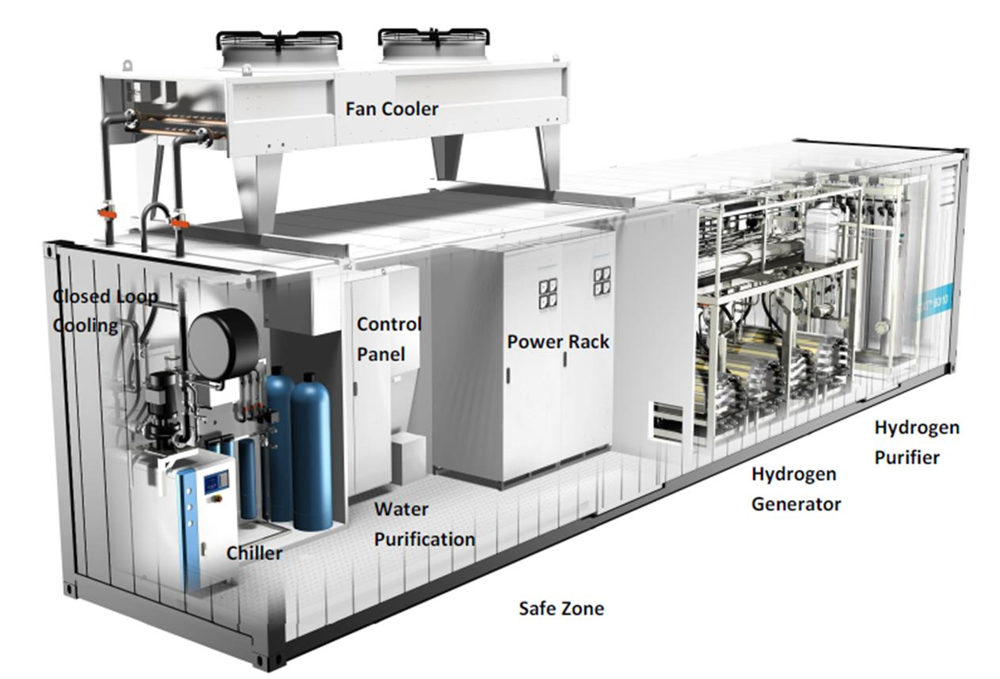 Fan Cooler
Closed Loop
Cooling
Control
Panel
Power Rack
Hydrogen
Purifier
Hydrogen
Generator
Water
Purification
Chiller
Safe Zone